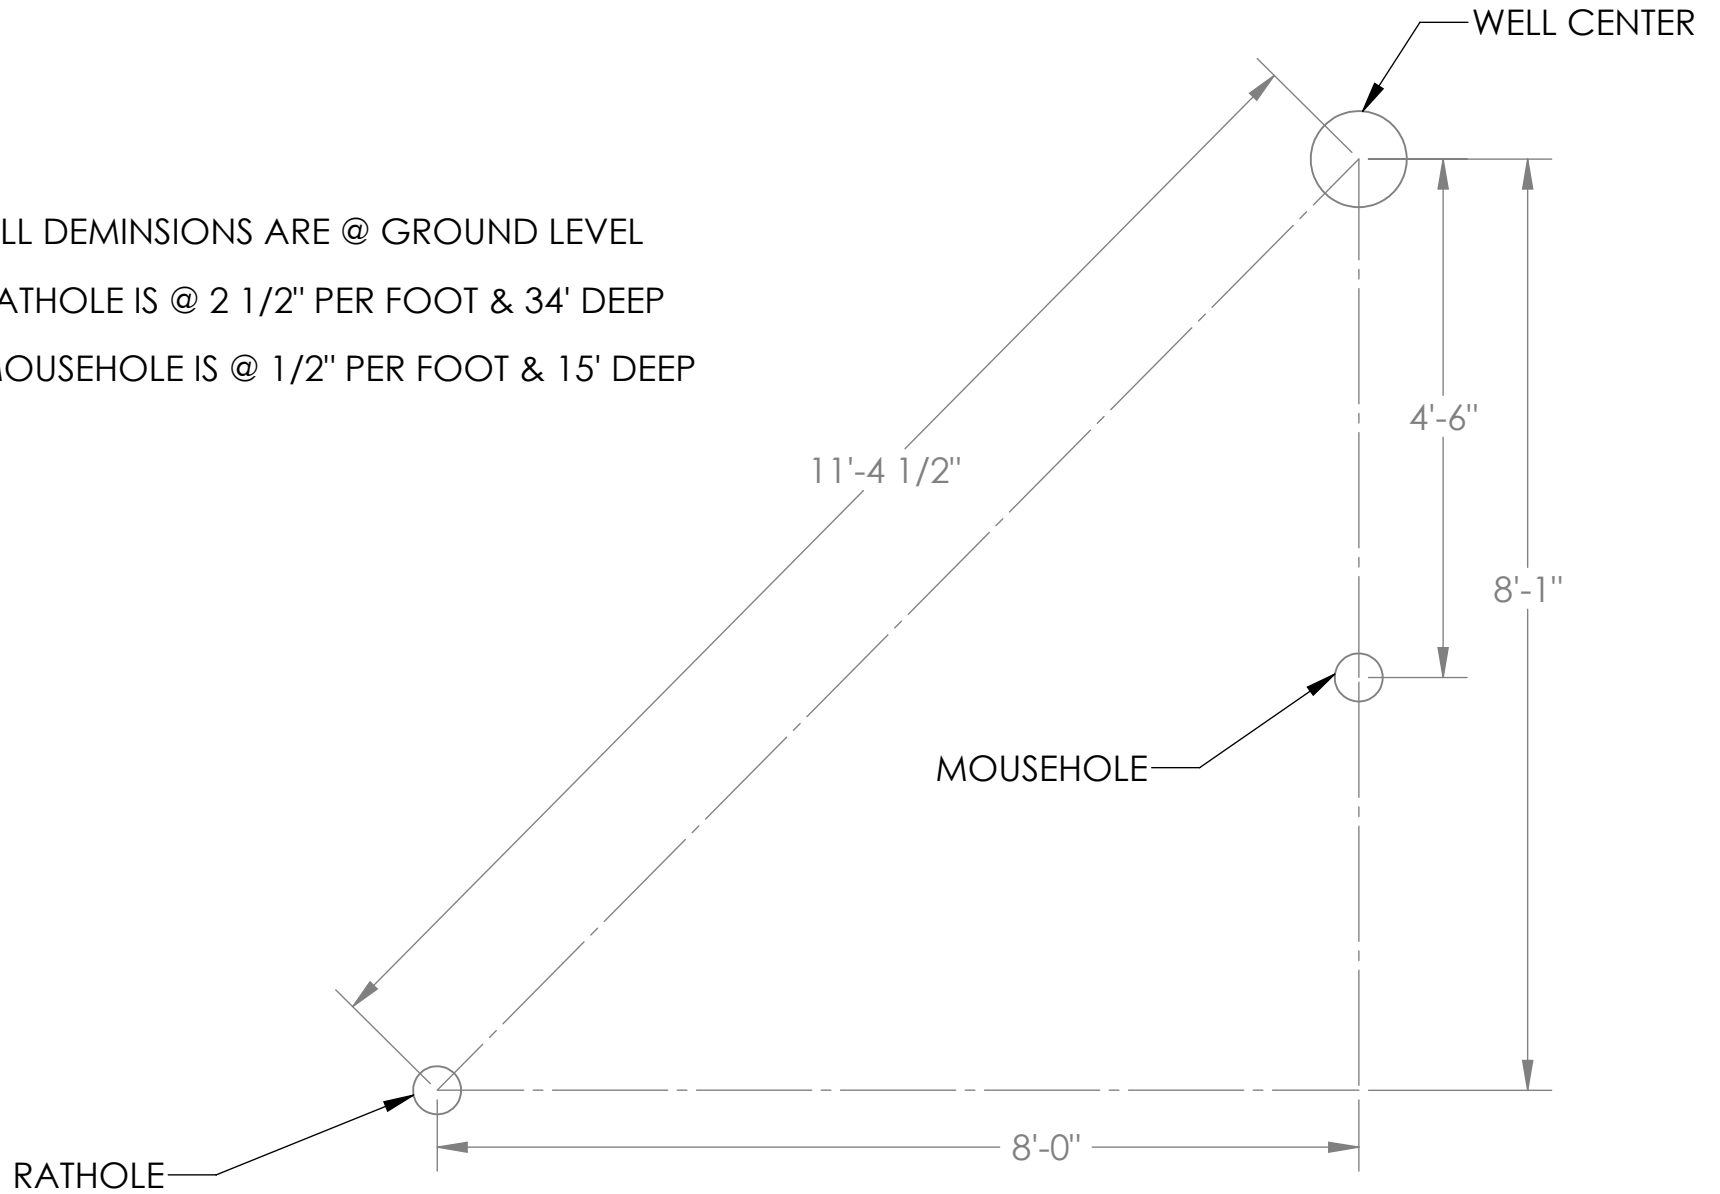 WELL CENTER
LL DEMINSIONS ARE @ GROUND LEVEL
ATHOLE IS @ 2 1/2" PER FOOT & 34' DEEP
MOUSEHOLE IS @ 1/2" PER FOOT & 15' DEEP
4'-6"
11'-4 1/2"
8'-1"
MOUSEHOLE
8'-0"
RATHOLE